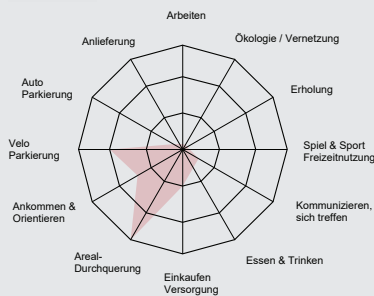 Arbeiten
Ökologie / Vernetzung
Erholung
Spiel & Sport
Freizeitnutzung
Kommunizieren,
sich treffen
Essen & Trinken
Einkaufen
Versorgung
Areal-
Durchquerung
Ankommen &
Orientieren
Velo
Parkierung
Auto
Parkierung
Anlieferung